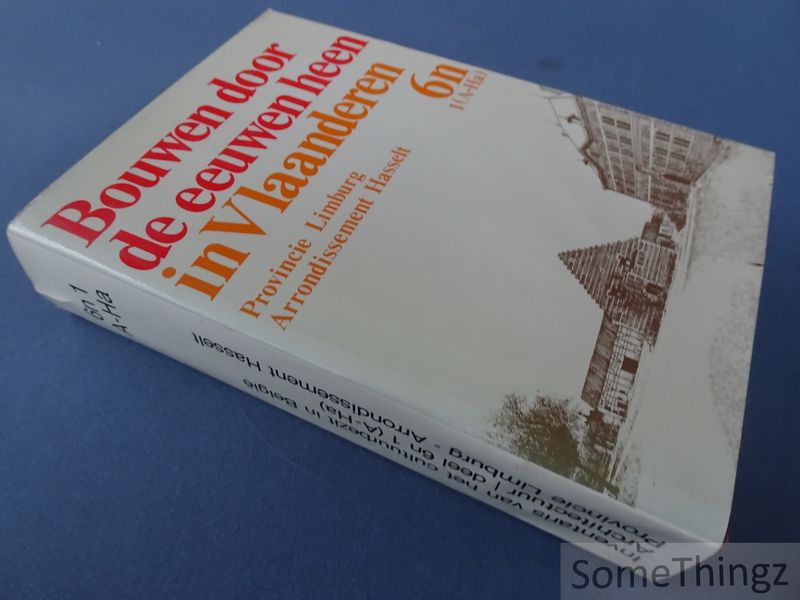 Bouwen door
de eeuwen heen
in Vlaanderen
6n
1(A-Ha)
Provincie Limburg
Arrondissement Hasselt
6n 1
A-Ha
inventaris van het cultuurbezit in België
Architectuur / deel 6n 1 (A-Ha)
Provincie Limburg - Arrondissement Hasselt
SomeThingz